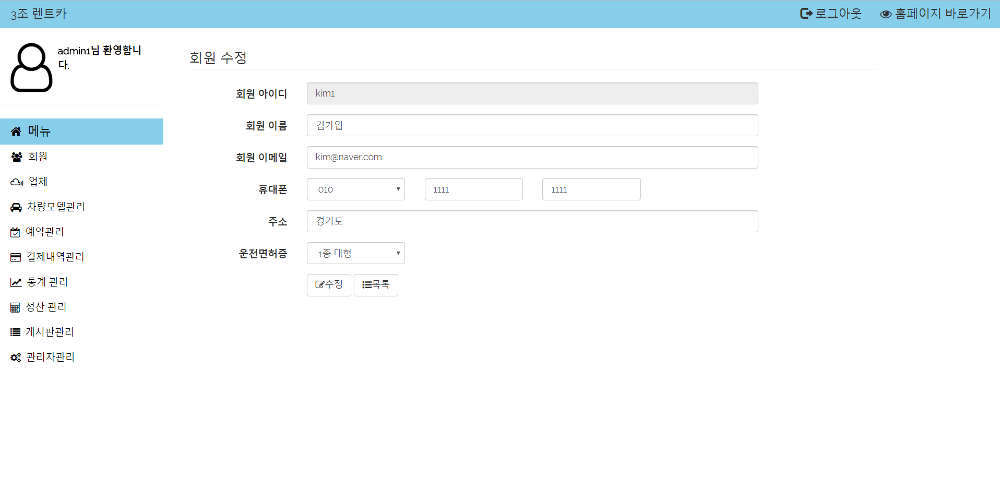 3조 렌트카
로그아웃 홈페이지 바로가기
admin1님 환영합니
다.
메뉴
회원
업체
차량모델관리
예약관리
결제내역관리
통계 관리
정산 관리
게시판관리
관리자관리
회원 수정
회원 아이디 kim1
회원 이름 김가입
회원 이메일 kim@naver.com
휴대폰 010 1111 1111
주소 경기도
운전면허증 1종 대형
수정 목록